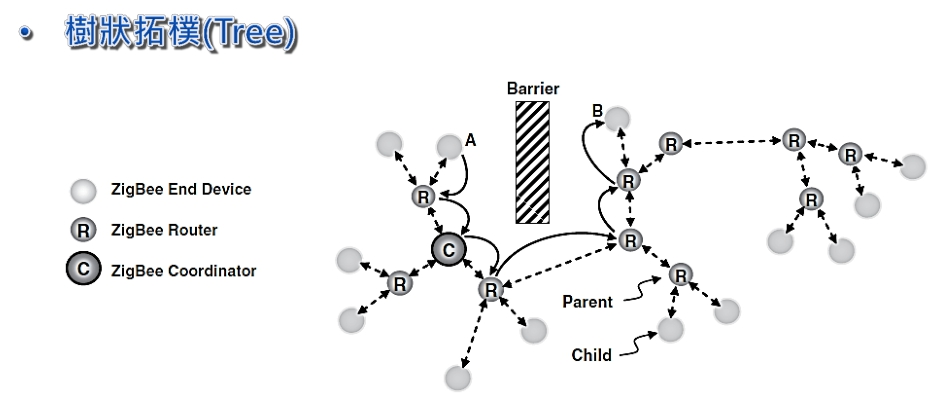 • 樹狀拓樸(Tree)
Barrier
A
B
R
R
R
R
ZigBee End Device
R
R
R
ZigBee Router
R
C
R
C
ZigBee Coordinator
R
R
R
Parent
Child